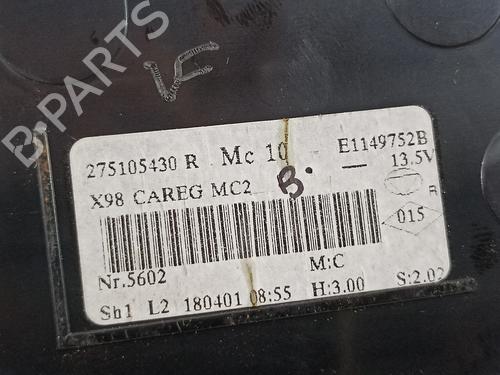 B-PARTS
275105430 R Mc 10 E1149752B
X98 CAREG MC2 B. 13.5V
R
015
Nr.5602 M:C
Sh1 L2 180401 08:55 H:3.00 S:2.02